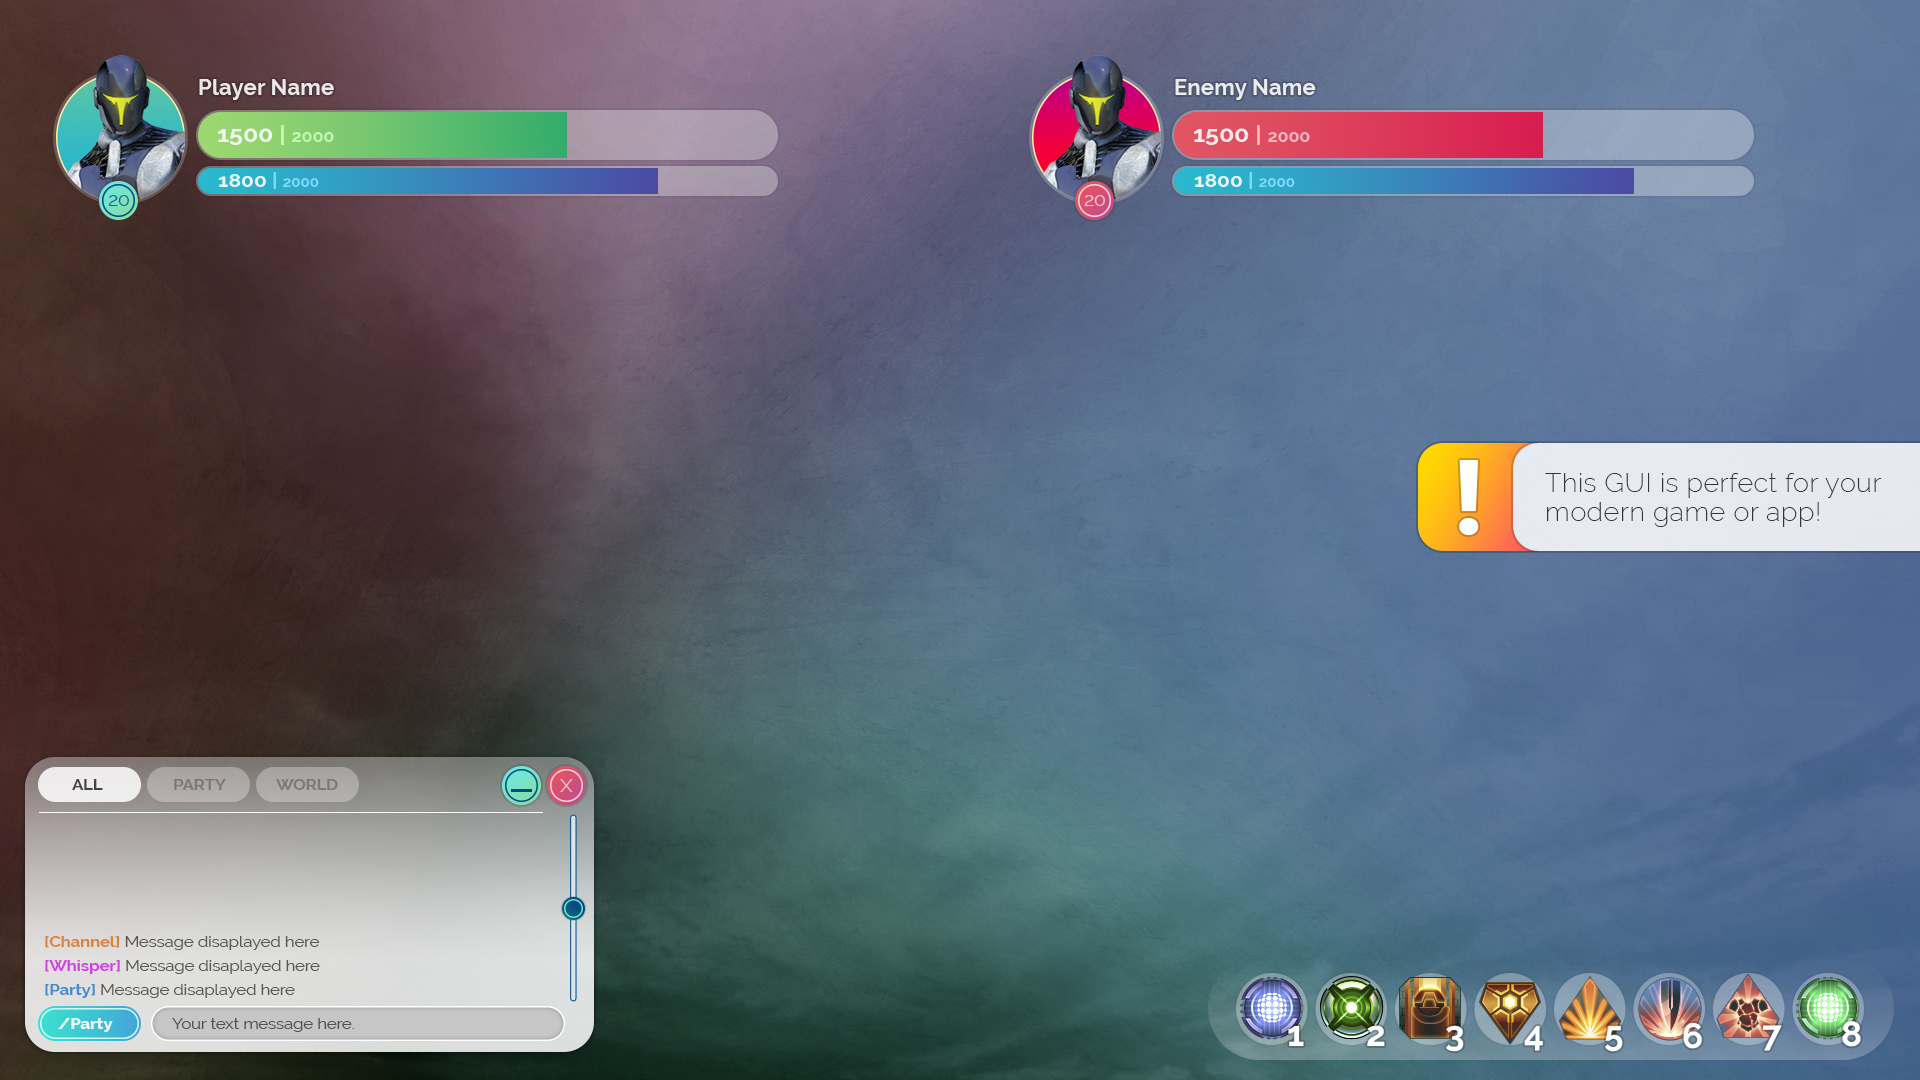 Player Name
1500 | 2000
1800 | 2000
20
Enemy Name
1500 | 2000
1800 | 2000
20
!
This GUI is perfect for your
modern game or app!
ALL PARTY WORLD X
[Channel] Message disaplayed here
[Whisper] Message disaplayed here
[Party] Message disaplayed here
/Party Your text message here.
1 2 3 4 5 6 7 8